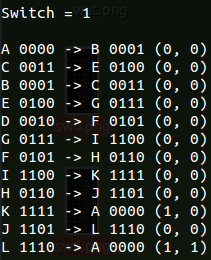 Switch = 1
A 0000 -> B 0001 (0, 0)
C 0011 -> E 0100 (0, 0)
B 0001 -> C 0011 (0, 0)
E 0100 -> G 0111 (0, 0)
D 0010 -> F 0101 (0, 0)
G 0111 -> I 1100 (0, 0)
F 0101 -> H 0110 (0, 0)
I 1100 -> K 1111 (0, 0)
H 0110 -> J 1101 (0, 0)
K 1111 -> A 0000 (1, 0)
J 1101 -> L 1110 (0, 0)
L 1110 -> A 0000 (1, 1)